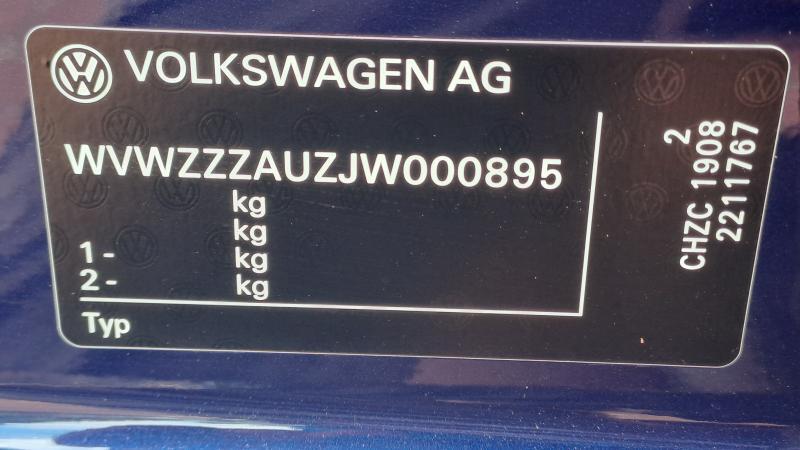 VOLKSWAGEN AG
WVWZZZAUZJW000895
kg
kg
1- kg
2- kg
Typ
2
CHZC 1908
2211767